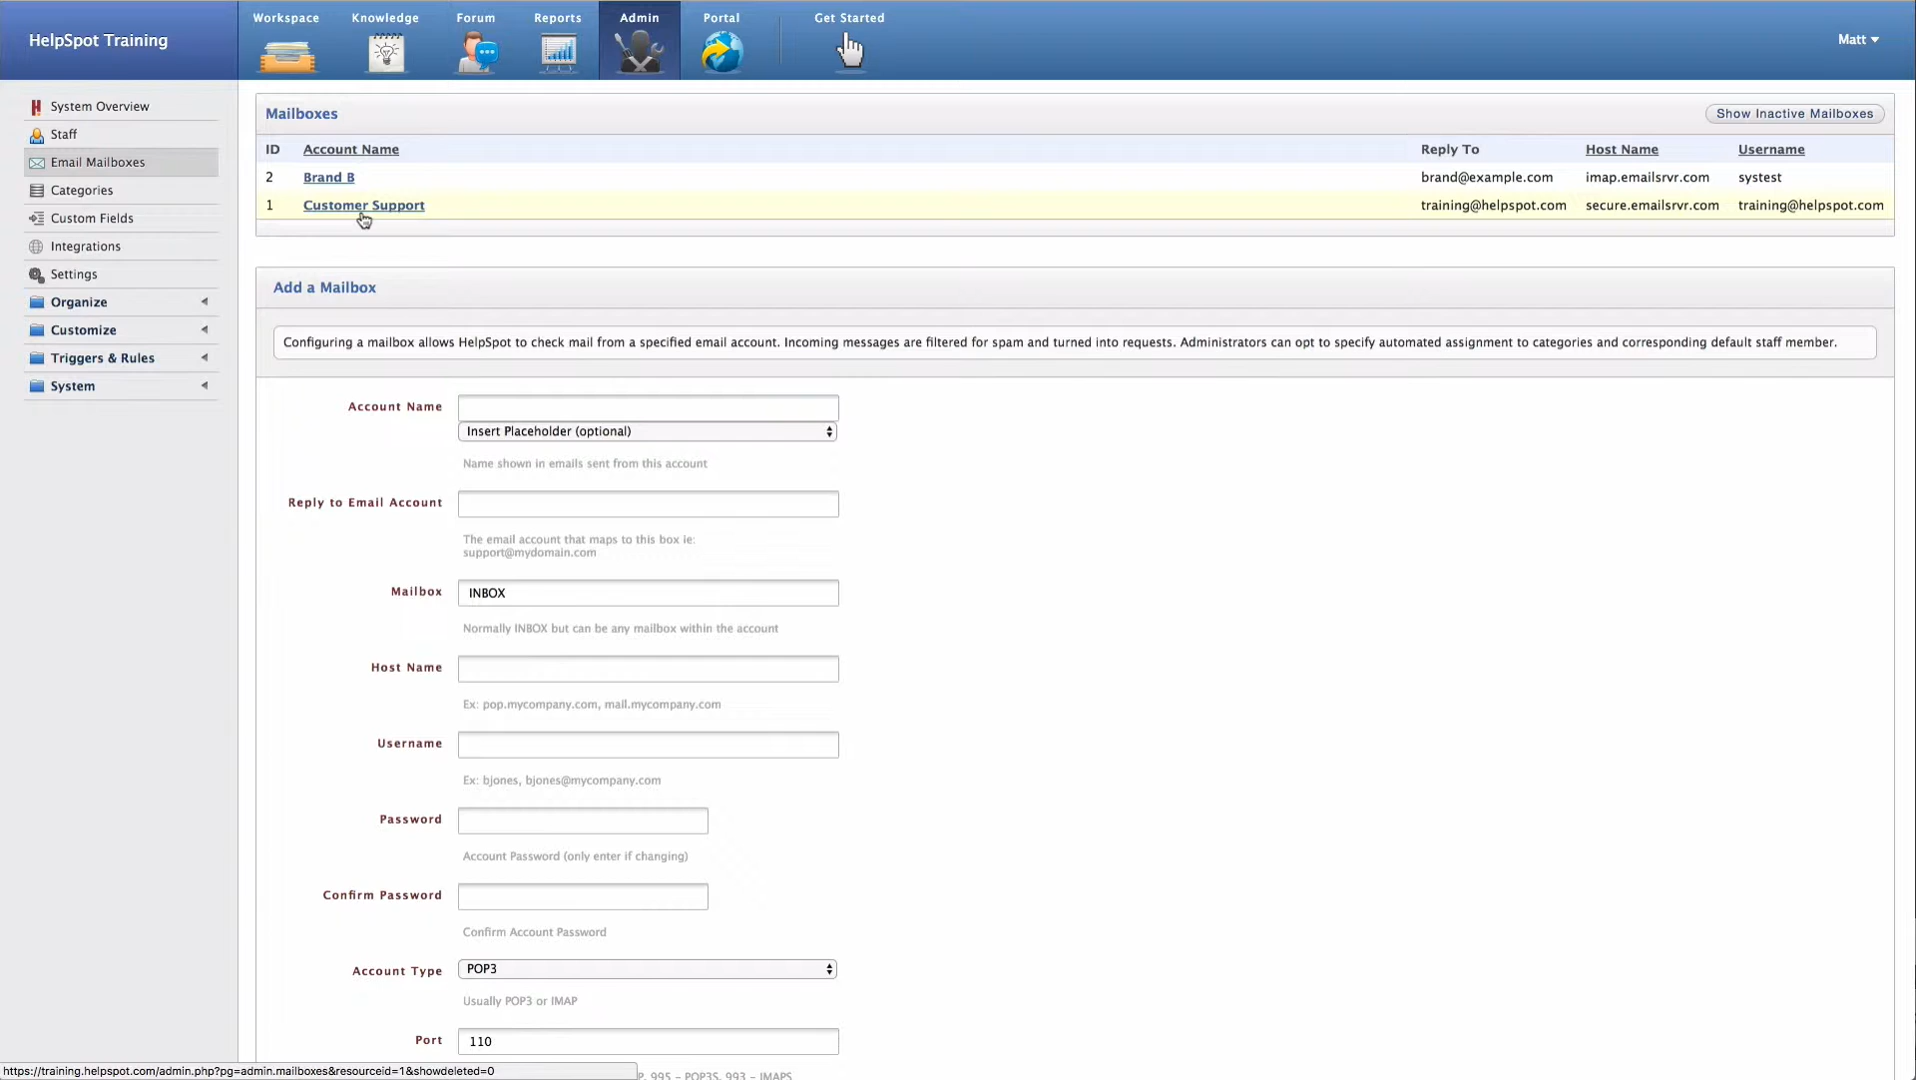 HelpSpot Training
Workspace
Knowledge
Forum
Reports
Admin
Portal
Get Started
Matt
System Overview
Staff
Email Mailboxes
Categories
Custom Fields
Integrations
Settings
Organize
Customize
Triggers & Rules
System
Mailboxes
Show Inactive Mailboxes
ID Account Name Reply To Host Name Username
2 Brand B brand@example.com imap.emailsrvr.com systest
1 Customer Support training@helpspot.com secure.emailsrvr.com training@helpspot.com
Add a Mailbox
Configuring a mailbox allows HelpSpot to check mail from a specified email account. Incoming messages are filtered for spam and turned into requests. Administrators can opt to specify automated assignment to categories and corresponding default staff member.
Account Name
Insert Placeholder (optional)
Name shown in emails sent from this account
Reply to Email Account
The email account that maps to this box ie:
support@mydomain.com
Mailbox INBOX
Normally INBOX but can be any mailbox within the account
Host Name
Ex: pop.mycompany.com, mail.mycompany.com
Username
Ex: bjones, bjones@mycompany.com
Password
Account Password (only enter if changing)
Confirm Password
Confirm Account Password
Account Type POP3
Usually POP3 or IMAP
Port 110
https://training.helpspot.com/admin.php?pg=admin.mailboxes&resourceid=1&showdeleted=0
995 - POP3S, 993 - IMAPS